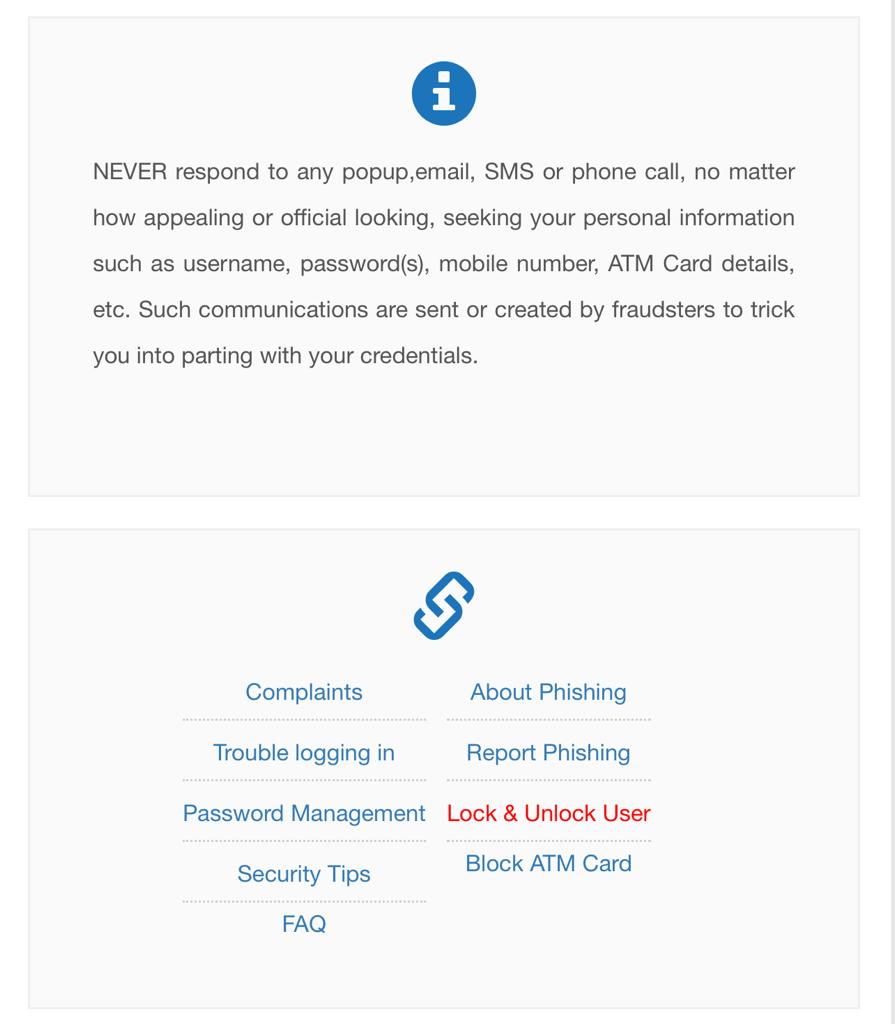 NEVER respond to any popup,email, SMS or phone call, no matter
how appealing or official looking, seeking your personal information
such as username, password(s), mobile number, ATM Card details,
etc. Such communications are sent or created by fraudsters to trick
you into parting with your credentials.
Complaints
Trouble logging in
Password Management
Security Tips
FAQ
About Phishing
Report Phishing
Lock & Unlock User
Block ATM Card